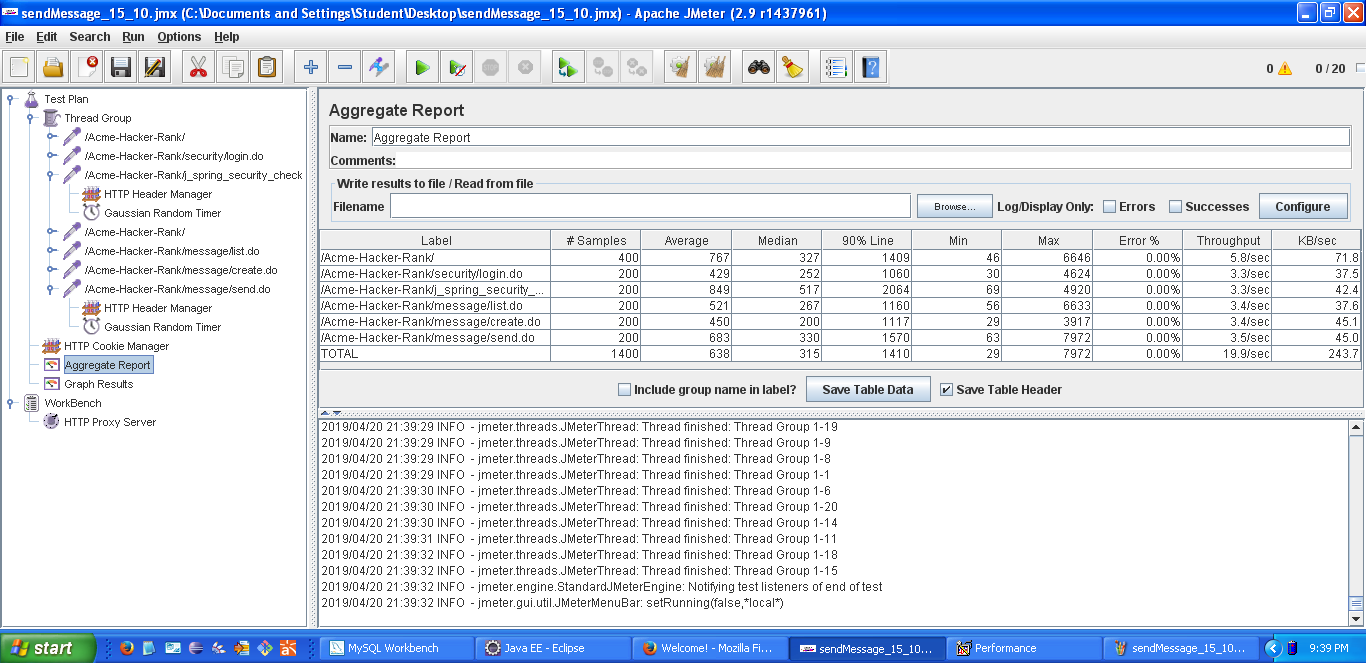 sendMessage_15_10.jmx (C:\Documents and Settings\Student\Desktop\sendMessage_15_10.jmx) - Apache JMeter (2.9 r1437961)
File Edit Search Run Options Help
0 0 / 20
Test Plan
Thread Group
/Acme-Hacker-Rank/
/Acme-Hacker-Rank/security/login.do
/Acme-Hacker-Rank/j_spring_security_check
HTTP Header Manager
Gaussian Random Timer
/Acme-Hacker-Rank/
/Acme-Hacker-Rank/message/list.do
/Acme-Hacker-Rank/message/create.do
/Acme-Hacker-Rank/message/send.do
HTTP Header Manager
Gaussian Random Timer
HTTP Cookie Manager
Aggregate Report
Graph Results
WorkBench
HTTP Proxy Server
Aggregate Report
Name: Aggregate Report
Comments:
Write results to file / Read from file
Filename Browse... Log/Display Only: Errors Successes Configure
Label # Samples Average Median 90% Line Min Max Error % Throughput KB/sec
/Acme-Hacker-Rank/ 400 767 327 1409 46 6646 0.00% 5.8/sec 71.8
/Acme-Hacker-Rank/security/login.do 200 429 252 1060 30 4624 0.00% 3.3/sec 37.5
/Acme-Hacker-Rank/j_spring_security_... 200 849 517 2064 69 4920 0.00% 3.3/sec 42.4
/Acme-Hacker-Rank/message/list.do 200 521 267 1160 56 6633 0.00% 3.4/sec 37.6
/Acme-Hacker-Rank/message/create.do 200 450 200 1117 29 3917 0.00% 3.4/sec 45.1
/Acme-Hacker-Rank/message/send.do 200 683 330 1570 63 7972 0.00% 3.5/sec 45.0
TOTAL 1400 638 315 1410 29 7972 0.00% 19.9/sec 243.7
Include group name in label? Save Table Data Save Table Header
2019/04/20 21:39:29 INFO - jmeter.threads.JMeterThread: Thread finished: Thread Group 1-19
2019/04/20 21:39:29 INFO - jmeter.threads.JMeterThread: Thread finished: Thread Group 1-9
2019/04/20 21:39:29 INFO - jmeter.threads.JMeterThread: Thread finished: Thread Group 1-8
2019/04/20 21:39:29 INFO - jmeter.threads.JMeterThread: Thread finished: Thread Group 1-1
2019/04/20 21:39:30 INFO - jmeter.threads.JMeterThread: Thread finished: Thread Group 1-6
2019/04/20 21:39:30 INFO - jmeter.threads.JMeterThread: Thread finished: Thread Group 1-20
2019/04/20 21:39:30 INFO - jmeter.threads.JMeterThread: Thread finished: Thread Group 1-14
2019/04/20 21:39:31 INFO - jmeter.threads.JMeterThread: Thread finished: Thread Group 1-11
2019/04/20 21:39:32 INFO - jmeter.threads.JMeterThread: Thread finished: Thread Group 1-18
2019/04/20 21:39:32 INFO - jmeter.threads.JMeterThread: Thread finished: Thread Group 1-15
2019/04/20 21:39:32 INFO - jmeter.engine.StandardJMeterEngine: Notifying test listeners of end of test
2019/04/20 21:39:32 INFO - jmeter.gui.util.JMeterMenuBar: setRunning(false,*local*)
start MySQL Workbench Java EE - Eclipse Welcome! - Mozilla Fi... sendMessage_15_10... Performance sendMessage_15_10... 9:39 PM